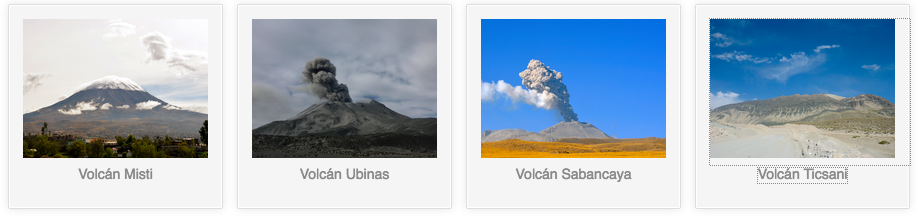 Volcán Misti
Volcán Ubinas
Volcán Sabancaya
Volcán Ticsani